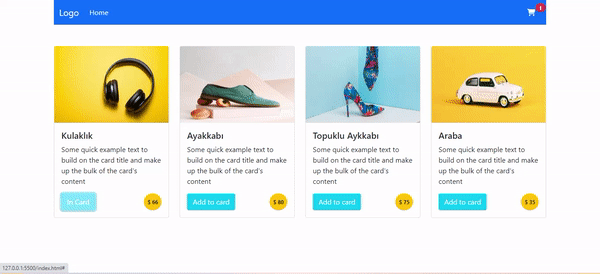 Logo Home 1
Kulaklık
Some quick example text to
build on the card title and make
up the bulk of the card's
content
In Card $ 66
Ayakkabı
Some quick example text to
build on the card title and make
up the bulk of the card's
content
Add to card $ 80
Topuklu Aykkabı
Some quick example text to
build on the card title and make
up the bulk of the card's
content
Add to card $ 75
Araba
Some quick example text to
build on the card title and make
up the bulk of the card's
content
Add to card $ 35
127.0.0.1:5500/index.html#